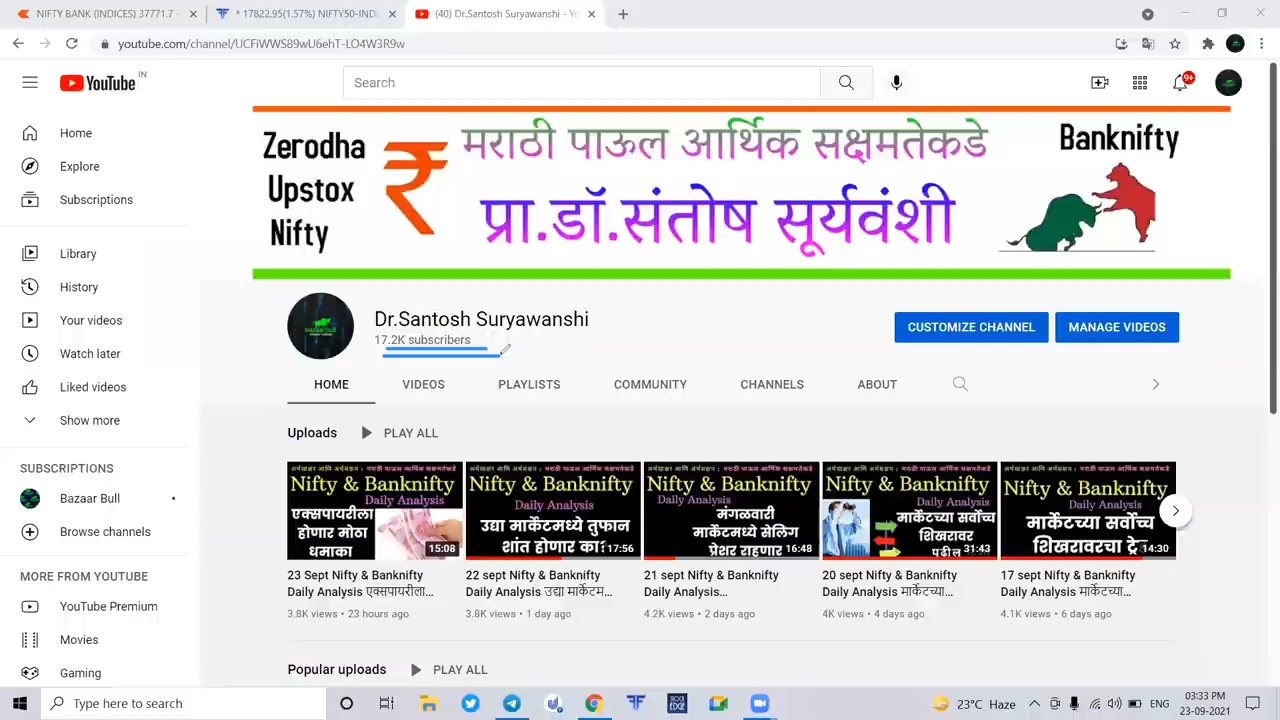 NIFTY BANK (INDICES) 37771.7
* 17822.95(1.57%) NIFTY50-IND
(40) Dr.Santosh Suryawanshi - Yo
youtube.com/channel/UCFiWWS89wU6ehT-LO4W3R9w
YouTube IN
Search
9+
Home
Explore
Subscriptions
Library
History
Your videos
Watch later
Liked videos
Show more
SUBSCRIPTIONS
Bazaar Bull
Browse channels
MORE FROM YOUTUBE
YouTube Premium
Movies
Gaming
Zerodha
Upstox
Nifty
₹
मराठी पाऊल आर्थिक सक्षमतेकडे
प्रा.डॉ.संतोष सूर्यवंशी
Banknifty
Dr.Santosh Suryawanshi
17.2K subscribers
CUSTOMIZE CHANNEL
MANAGE VIDEOS
HOME VIDEOS PLAYLISTS COMMUNITY CHANNELS ABOUT
Uploads PLAY ALL
Nifty & Banknifty
Daily Analysis
एक्सपायरीला
होणार मोठा
धमाका
15:08
23 Sept Nifty & Banknifty
Daily Analysis एक्सपायरीला...
3.8K views • 23 hours ago
Nifty & Banknifty
Daily Analysis
उद्या मार्केटमध्ये तुफान
शांत होणार का?
17:56
22 sept Nifty & Banknifty
Daily Analysis उद्या मार्केटम...
3.8K views • 1 day ago
Nifty & Banknifty
Daily Analysis
मंगळवारी
मार्केटमध्ये सेलिंग
प्रेशर राहणार
16:48
21 sept Nifty & Banknifty
Daily Analysis...
4.2K views • 2 days ago
Nifty & Banknifty
Daily Analysis
मार्केटच्या सर्वोच्च
शिखरावर
पढील
31:43
20 sept Nifty & Banknifty
Daily Analysis मार्केटच्या...
4K views • 4 days ago
Nifty & Banknifty
Daily Analysis
मार्केटच्या सर्वोच्च
शिखरावरचा ट्रे
14:30
17 sept Nifty & Banknifty
Daily Analysis मार्केटच्या...
4.1K views • 6 days ago
Popular uploads PLAY ALL
Type here to search
23°C Haze
ENG
03:33 PM
23-09-2021